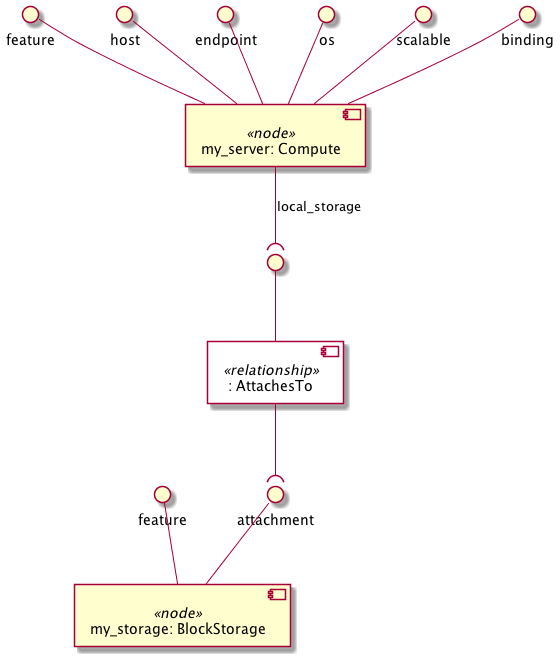 feature
host
endpoint
os
scalable
binding
«node»
my_server: Compute
local_storage
«relationship»
: AttachesTo
feature
attachment
«node»
my_storage: BlockStorage